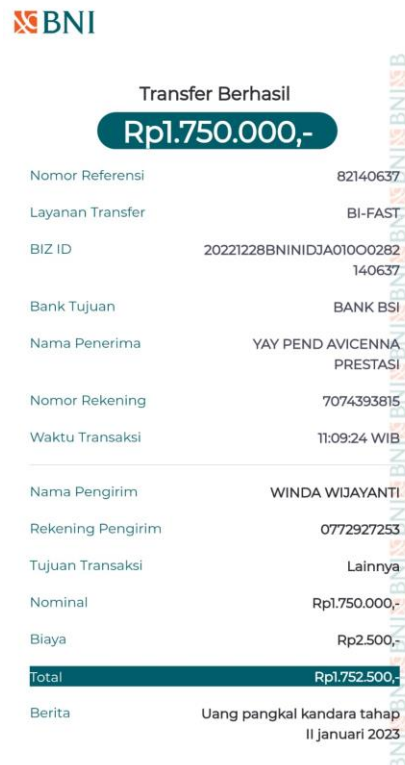 BNI
Transfer Berhasil
Rp1.750.000,-
Nomor Referensi 82140637
Layanan Transfer BI-FAST
BIZ ID 20221228BNINIDJA010O0282
140637
Bank Tujuan BANK BSI
Nama Penerima YAY PEND AVICENNA
PRESTASI
Nomor Rekening 7074393815
Waktu Transaksi 11:09:24 WIB
Nama Pengirim WINDA WIJAYANTI
Rekening Pengirim 0772927253
Tujuan Transaksi Lainnya
Nominal Rp1.750.000,-
Biaya Rp2.500,-
Total Rp1.752.500,-
Berita Uang pangkal kandara tahap
II januari 2023